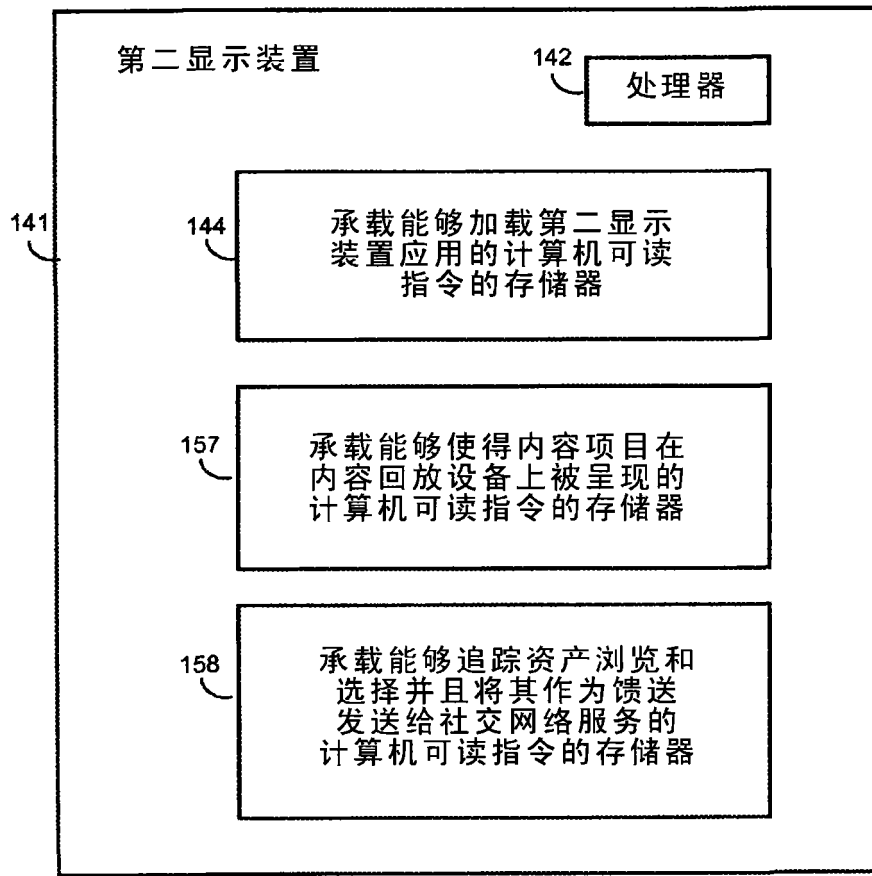 第二显示装置
142
处理器
141
144
承载能够加载第二显示
装置应用的计算机可读
指令的存储器
157
承载能够使得内容项目在
内容回放设备上被呈现的
计算机可读指令的存储器
158
承载能够追踪资产浏览和
选择并且将其作为馈送
发送给社交网络服务的
计算机可读指令的存储器